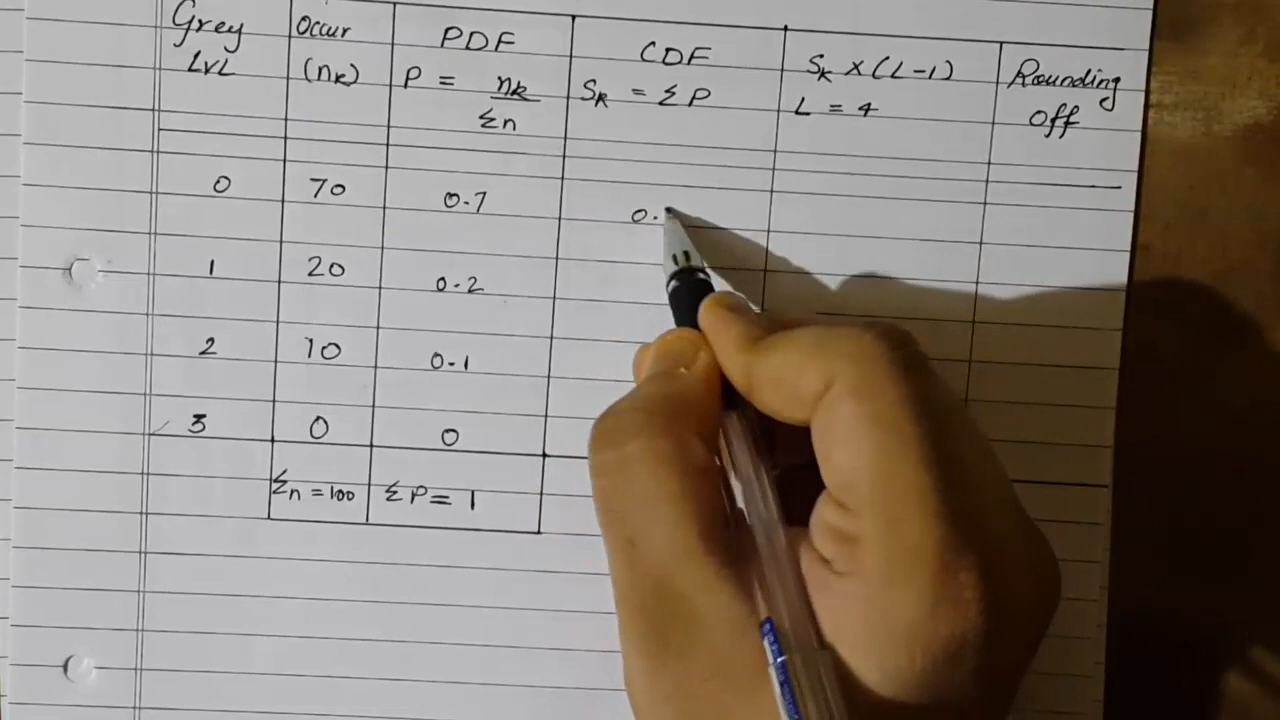 Grey Lvl Occur (nk) PDF P = nk / Σn CDF Sk = ΣP Sk × (L-1) L = 4 Rounding Off
0 70 0.7 0.
1 20 0.2
2 10 0.1
3 0 0
Σn = 100 ΣP = 1